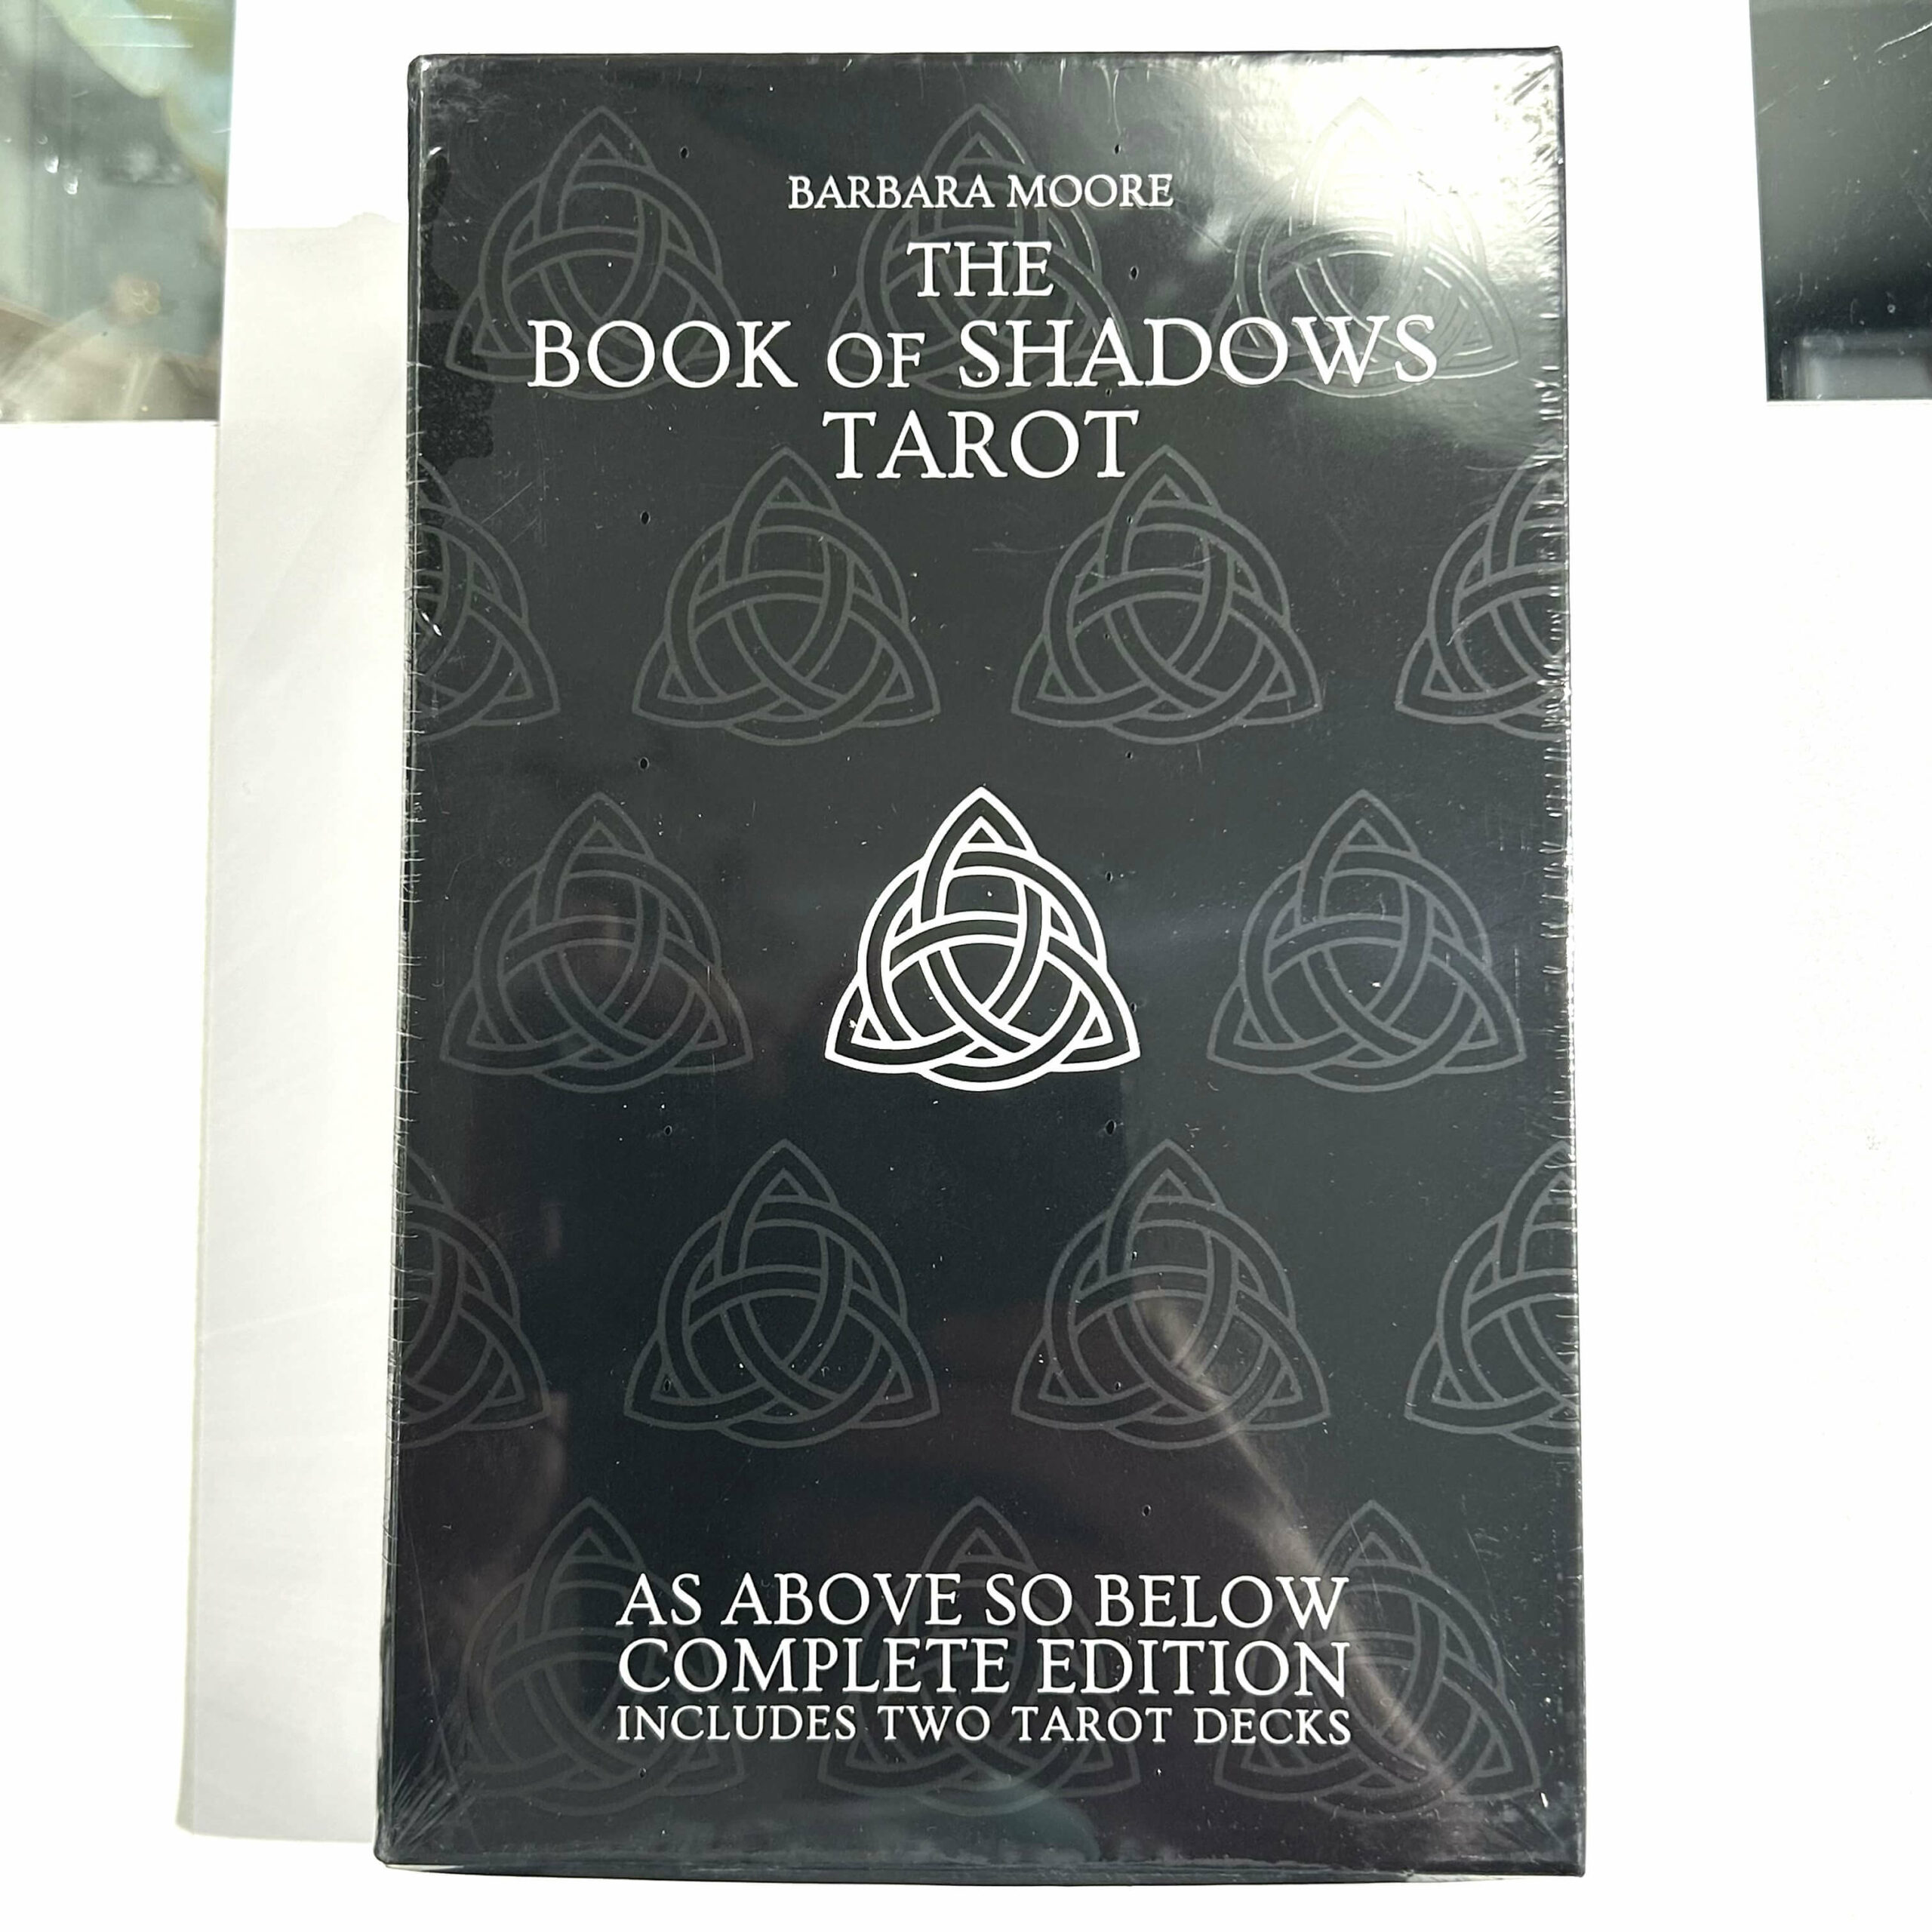 BARBARA MOORE
THE
BOOK OF SHADOWS
TAROT
AS ABOVE SO BELOW
COMPLETE EDITION
INCLUDES TWO TAROT DECKS